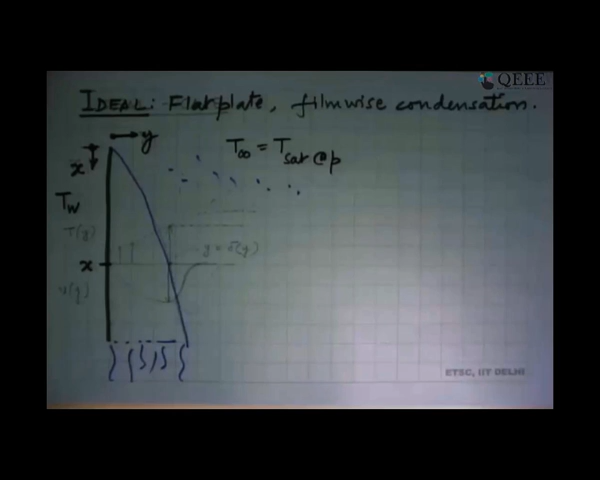 QEEE
IDEAL: Flat plate, filmwise condensation.
y
T∞ = Tsat @ p
x
Tw
T(y)
y = δ(y)
x
u(y)
ETSC, IIT DELHI